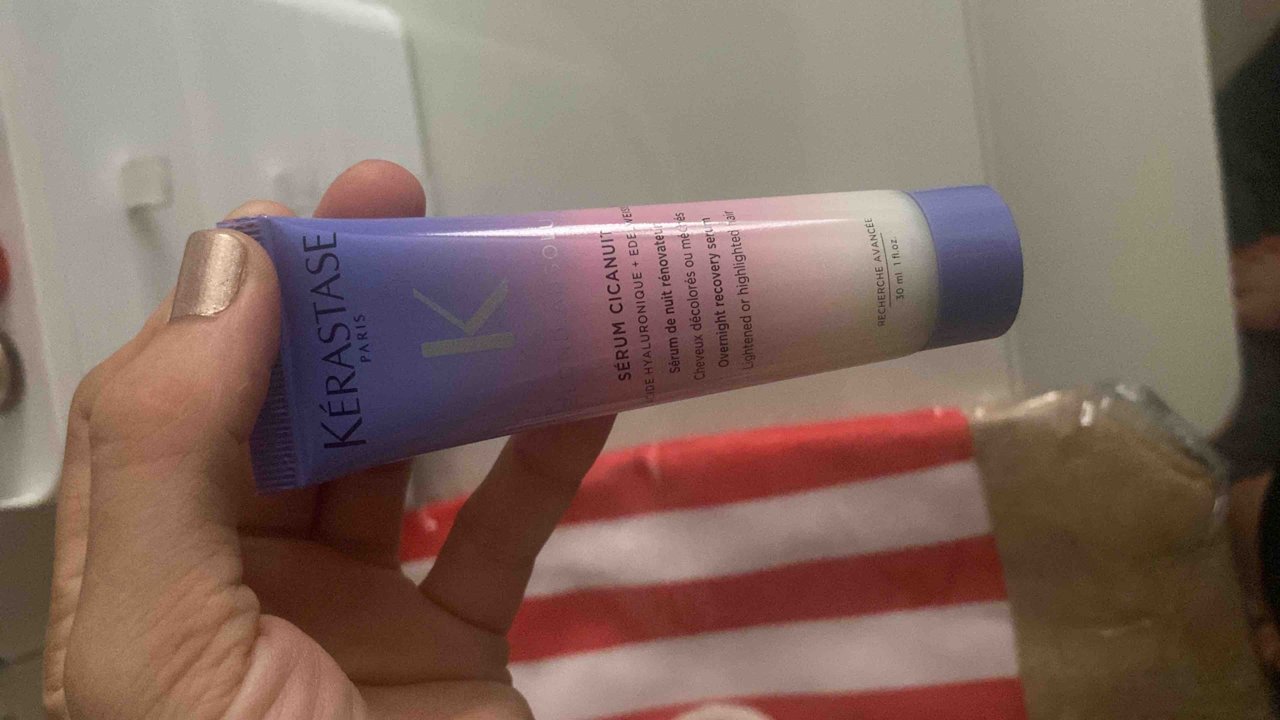 KÉRASTASE
PARIS
K
SÉRUM CICANUIT
HYALURONIQUE + EDELWEISS
Sérum de nuit rénovateur
Cheveux décolorés ou méchés
Overnight recovery serum
Lightened or highlighted hair
RECHERCHE AVANCÉE
30 ml 1 fl.oz.